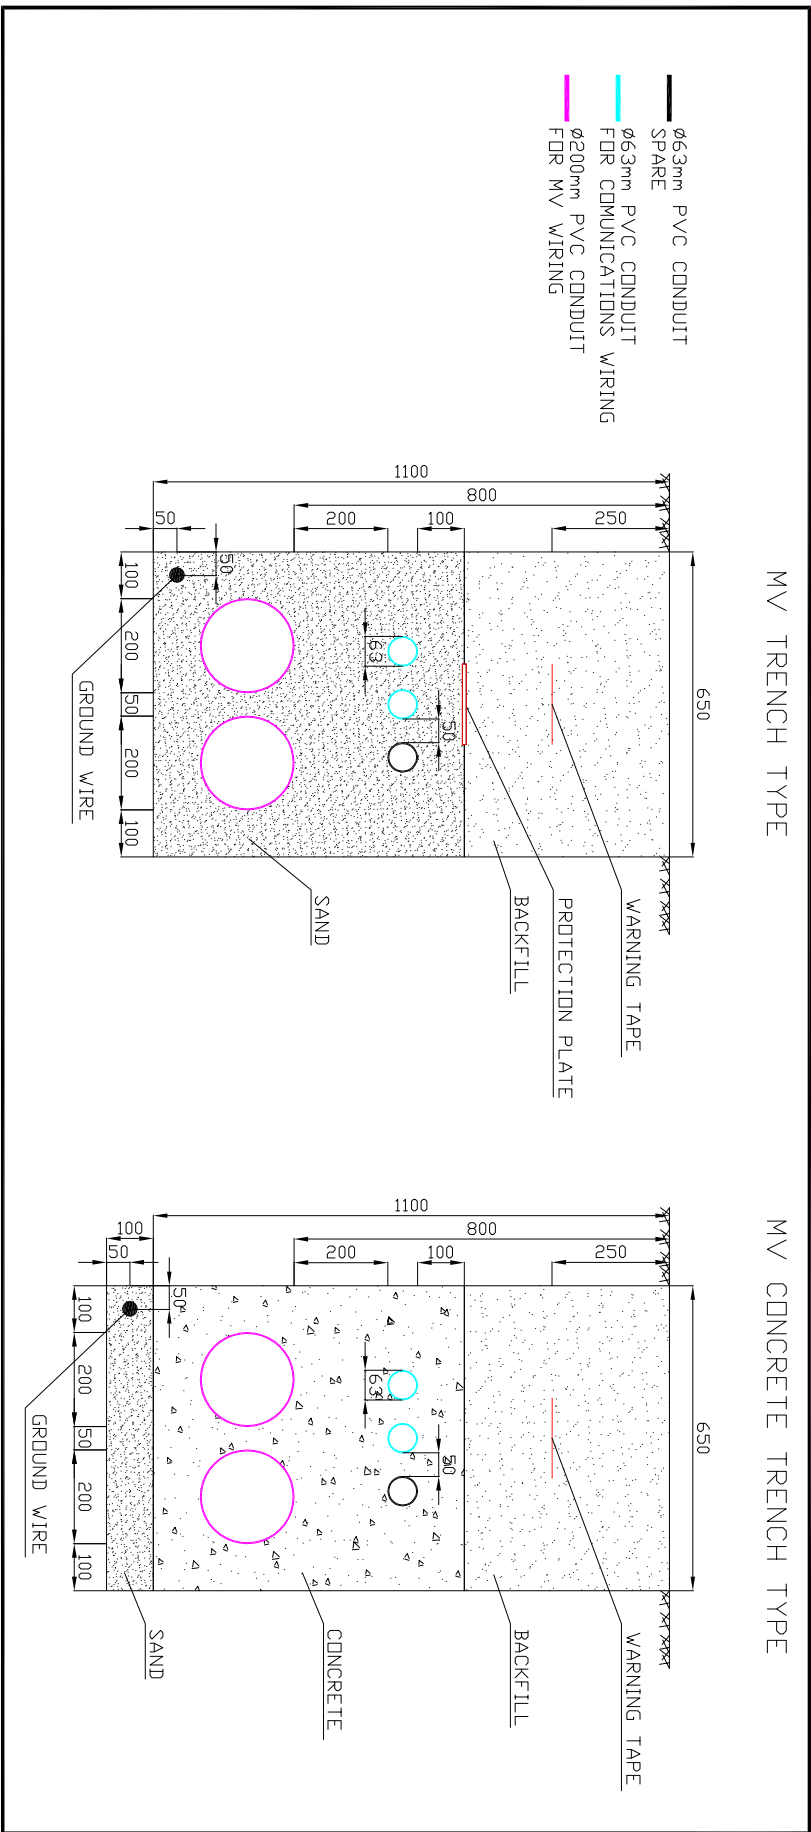 MV TRENCH TYPE
650
250
100
200
800
1100
50
50
63
50
100
200
50
200
100
WARNING TAPE
PROTECTION PLATE
BACKFILL
SAND
GROUND WIRE
MV CONCRETE TRENCH TYPE
650
250
100
200
800
1100
100
50
50
63
50
100
200
50
200
100
WARNING TAPE
BACKFILL
CONCRETE
SAND
GROUND WIRE
Ø63mm PVC CONDUIT
SPARE
Ø63mm PVC CONDUIT
FOR COMUNICATIONS WIRING
Ø200mm PVC CONDUIT
FOR MV WIRING